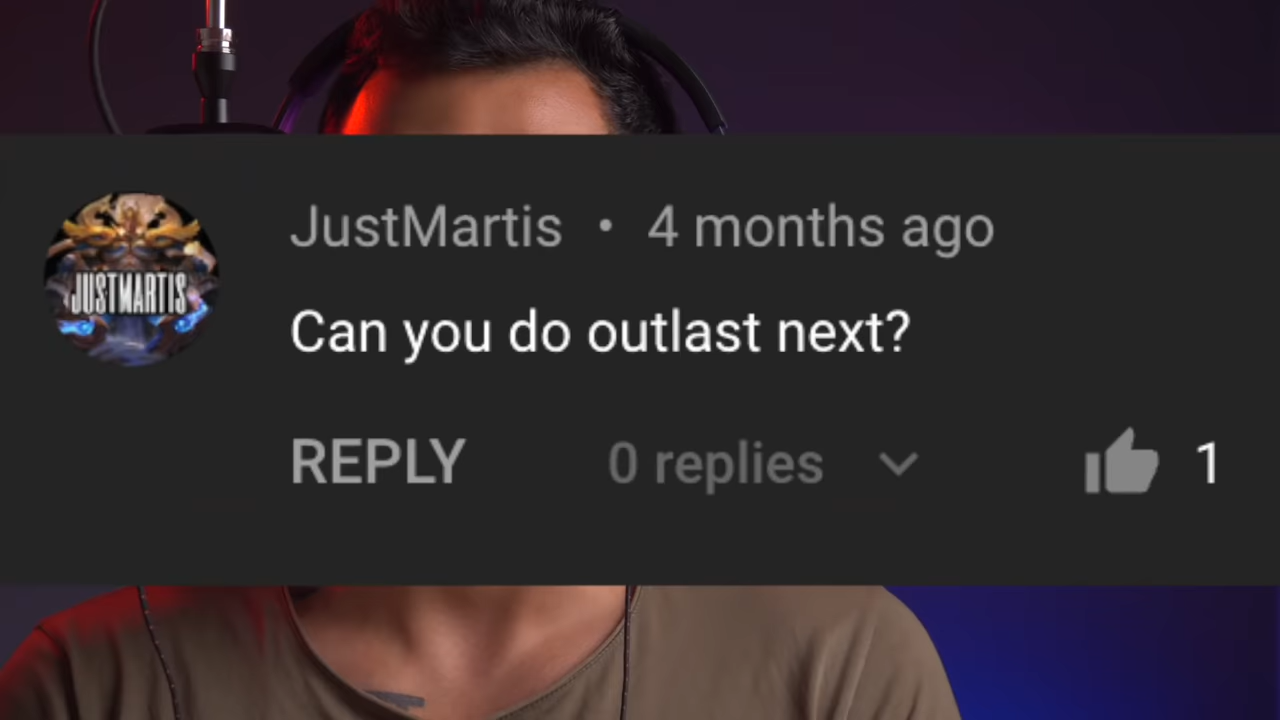 JustMartis • 4 months ago
JUSTMARTIS
Can you do outlast next?
REPLY 0 replies 1